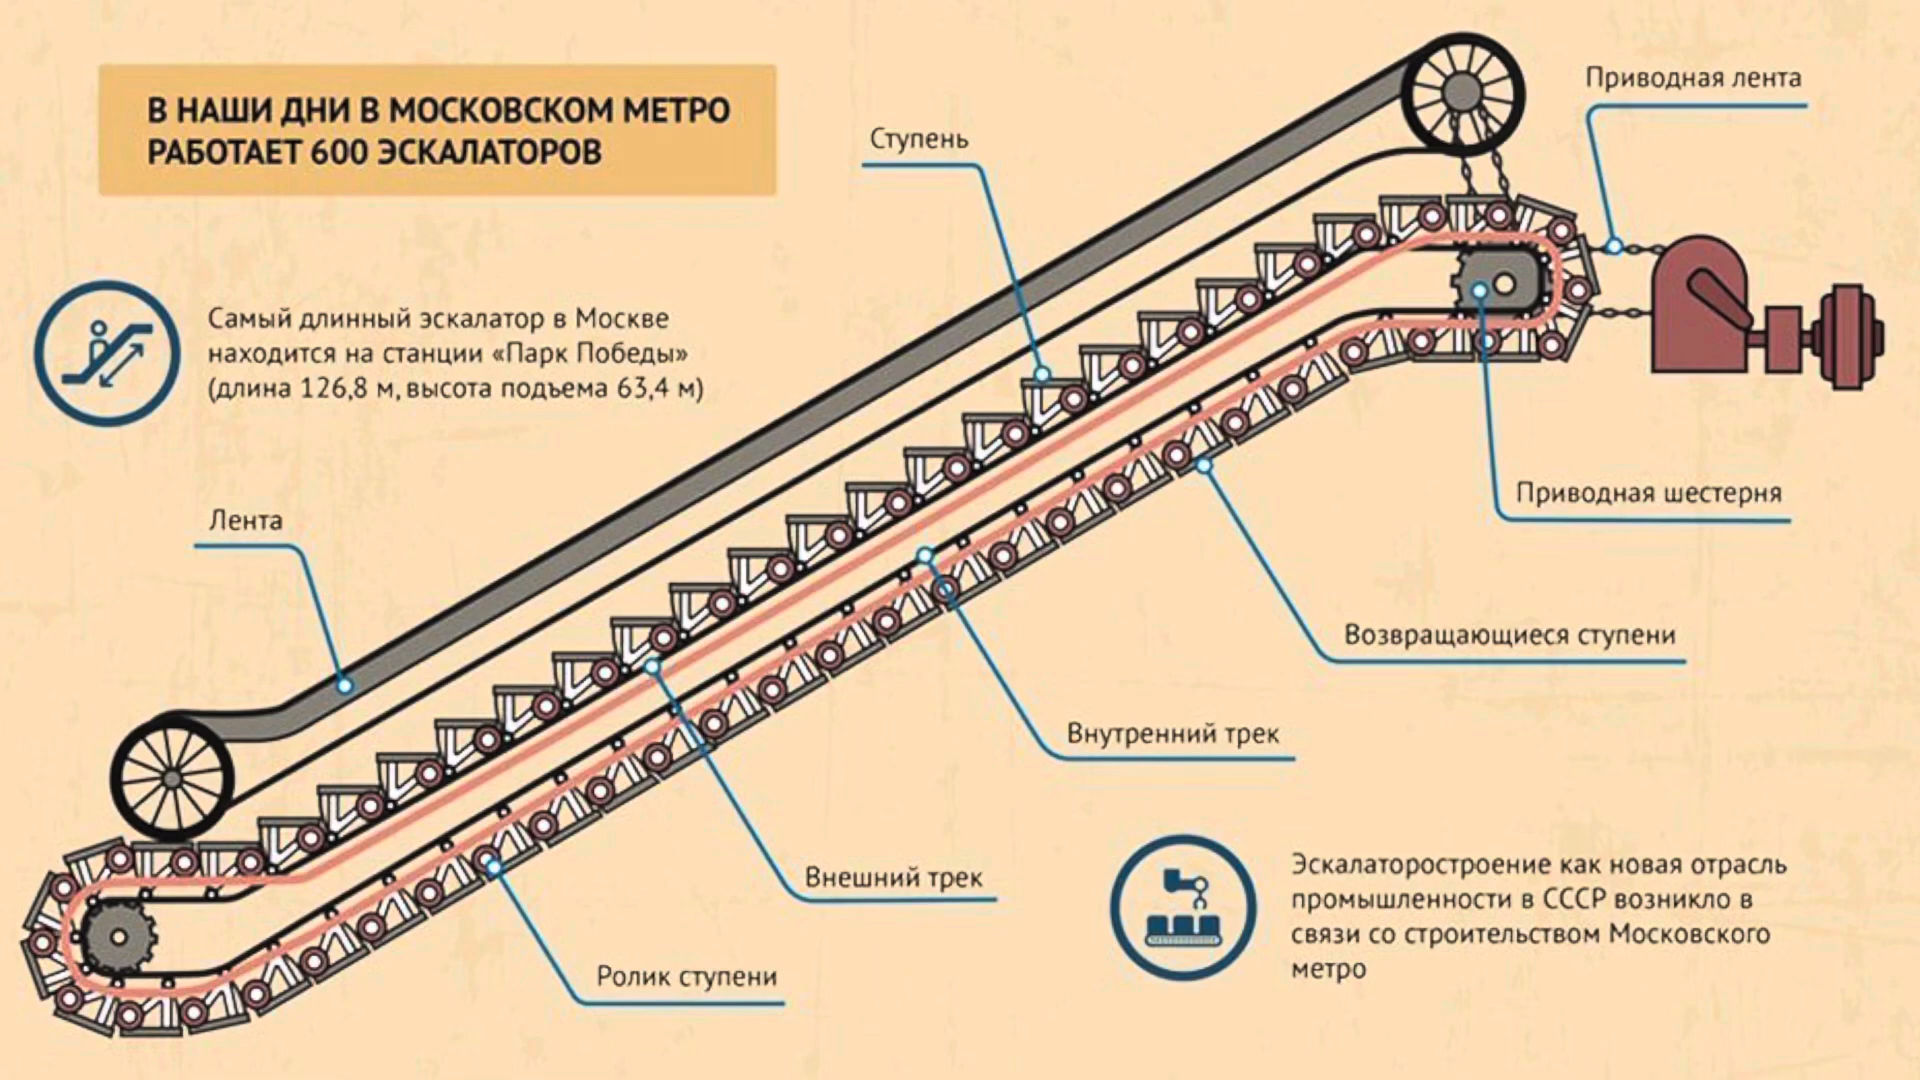 В НАШИ ДНИ В МОСКОВСКОМ МЕТРО
РАБОТАЕТ 600 ЭСКАЛАТОРОВ
Приводная лента
Ступень
Самый длинный эскалатор в Москве
находится на станции «Парк Победы»
(длина 126,8 м, высота подъема 63,4 м)
Лента
Приводная шестерня
Возвращающиеся ступени
Внутренний трек
Внешний трек
Эскалаторостроение как новая отрасль
промышленности в СССР возникло в
связи со строительством Московского
метро
Ролик ступени